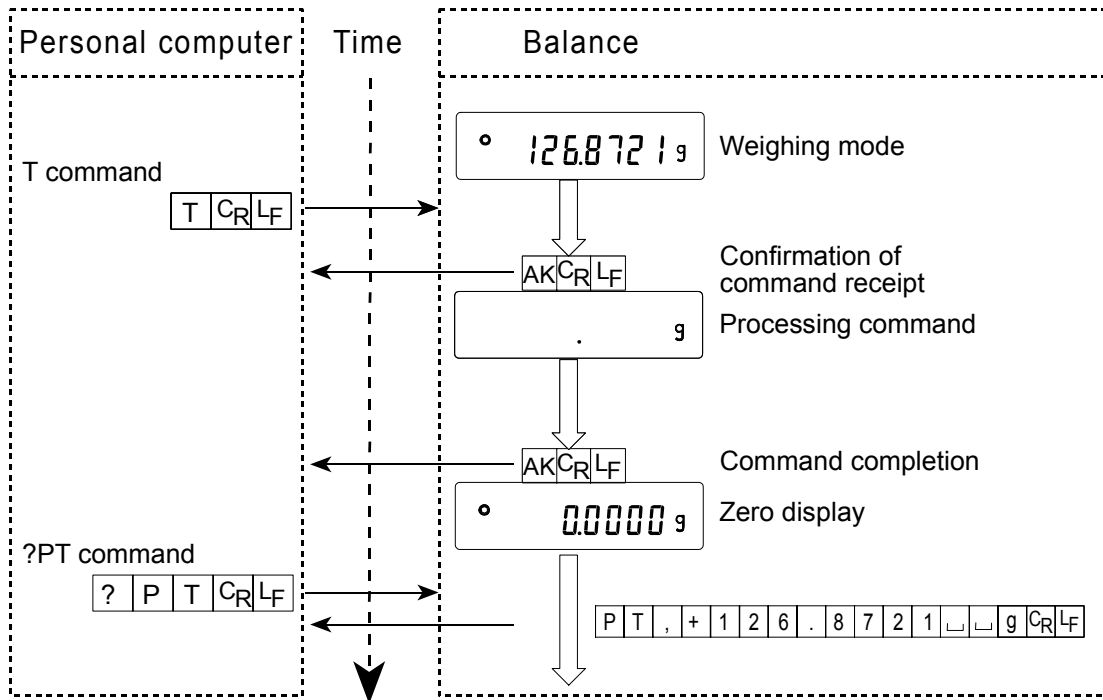 Personal computer Time Balance
126.8721 g Weighing mode
T command
T CR LF
AK CR LF Confirmation of
command receipt
. g Processing command
AK CR LF Command completion
0.0000 g Zero display
?PT command
? P T CR LF
P T , + 1 2 6 . 8 7 2 1 ␣ ␣ g CR LF